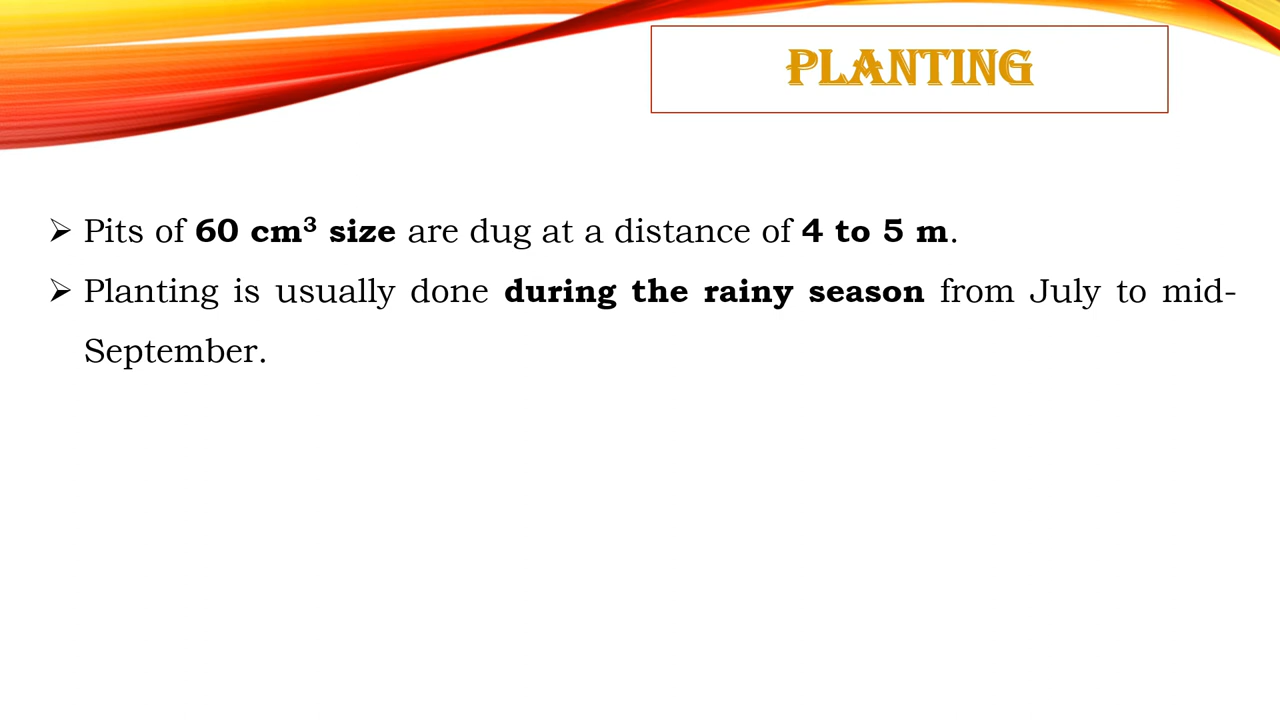 PLANTING
➢ Pits of 60 cm³ size are dug at a distance of 4 to 5 m.
➢ Planting is usually done during the rainy season from July to mid-
September.